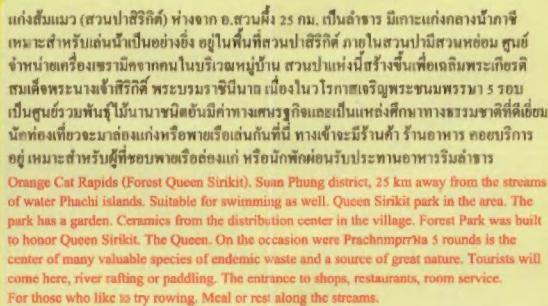 แก่งส้มแมว (สวนป่าสิริกิต์) ห่างจาก อ.สวนผึ้ง 25 กม. เป็นลำธาร มีเกาะแก่งกลางน้ำภาชี
เหมาะสำหรับเล่นน้ำเป็นอย่างยิ่ง อยู่ในพื้นที่สวนป่าสิริกิต์ ภายในสวนป่ามีสวนหย่อม ศูนย์
จำหน่ายเครื่องเซรามิคจากคนในบริเวณหมู่บ้าน สวนป่าแห่งนี้สร้างขึ้นเพื่อเฉลิมพระเกียรติ
สมเด็จพระนางเจ้าสิริกิติ์ พระบรมราชินีนาถ เนื่องในวโรกาสเจริญพระชนมพรรษา 5 รอบ
เป็นศูนย์รวมพันธุ์ไม้นานาชนิดอันมีค่าทางเศรษฐกิจและเป็นแหล่งศึกษาทางธรรมชาติที่ดีเยี่ยม
นักท่องเที่ยวจะมาล่องแก่งหรือพายเรือเล่นกันที่นี่ ทางเข้าจะมีร้านค้า ร้านอาหาร คอยบริการ
อยู่ เหมาะสำหรับผู้ที่ชอบพายเรือล่องแก่ หรือนักพักผ่อนรับประทานอาหารริมลำธาร
Orange Cat Rapids (Forest Queen Sirikit). Suan Phung district, 25 km away from the streams
of water Phachi islands. Suitable for swimming as well. Queen Sirikit park in the area. The
park has a garden. Ceramics from the distribution center in the village. Forest Park was built
to honor Queen Sirikit. The Queen. On the occasion were 5 rounds is the
center of many valuable species of endemic waste and a source of great nature. Tourists will
come here, river rafting or paddling. The entrance to shops, restaurants, room service.
For those who like to try rowing. Meal or rest along the streams.